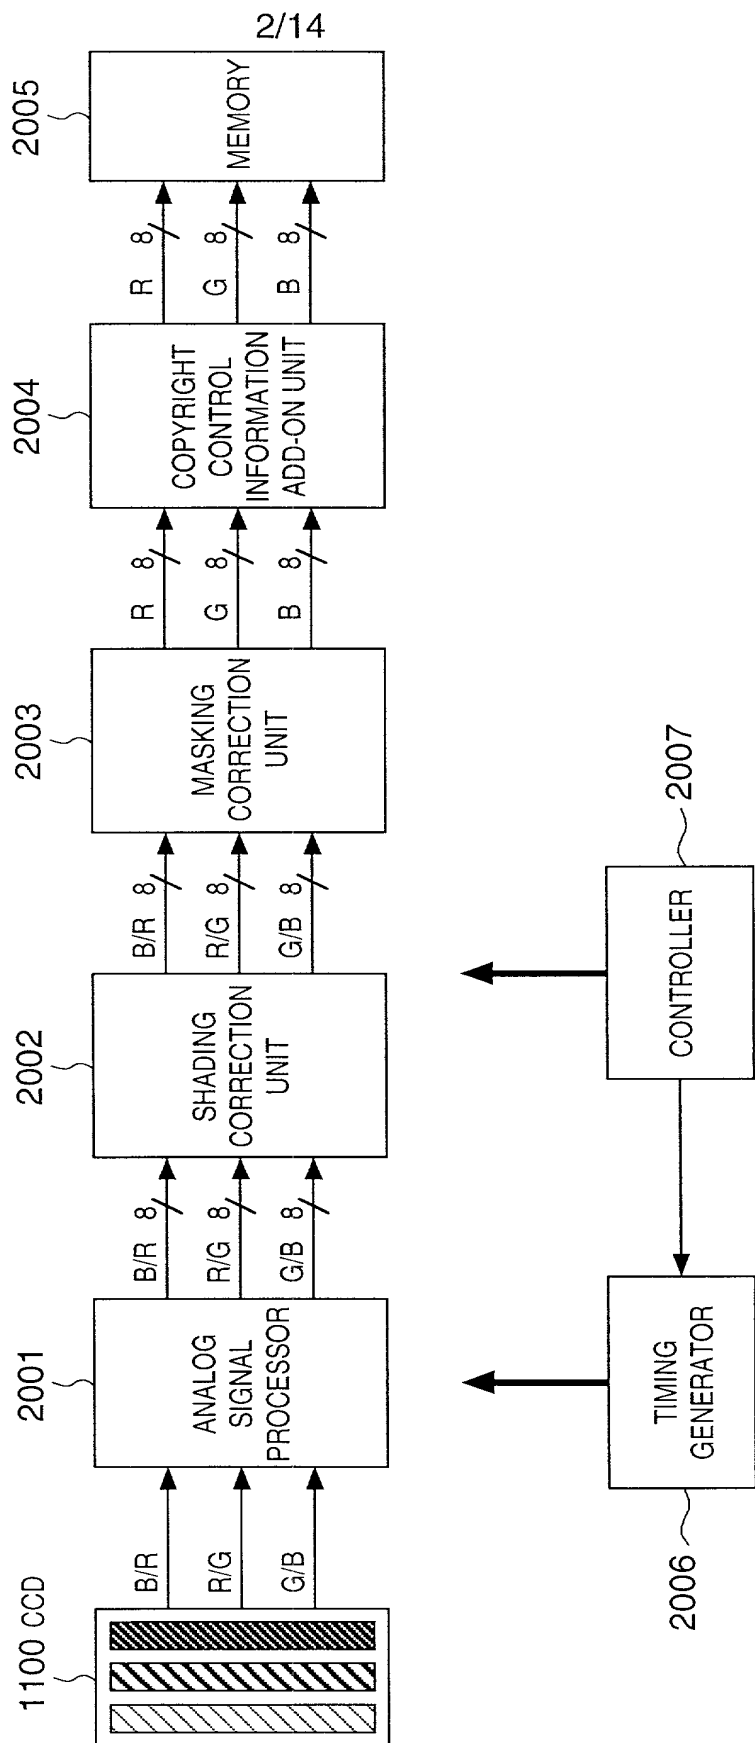 2/14
1100 CCD
B/R
R/G
G/B
2001
ANALOG
SIGNAL
PROCESSOR
B/R 8
R/G 8
G/B 8
2002
SHADING
CORRECTION
UNIT
B/R 8
R/G 8
G/B 8
2003
MASKING
CORRECTION
UNIT
R 8
G 8
B 8
2004
COPYRIGHT
CONTROL
INFORMATION
ADD-ON UNIT
R 8
G 8
B 8
2005
MEMORY
2006
TIMING
GENERATOR
CONTROLLER
2007